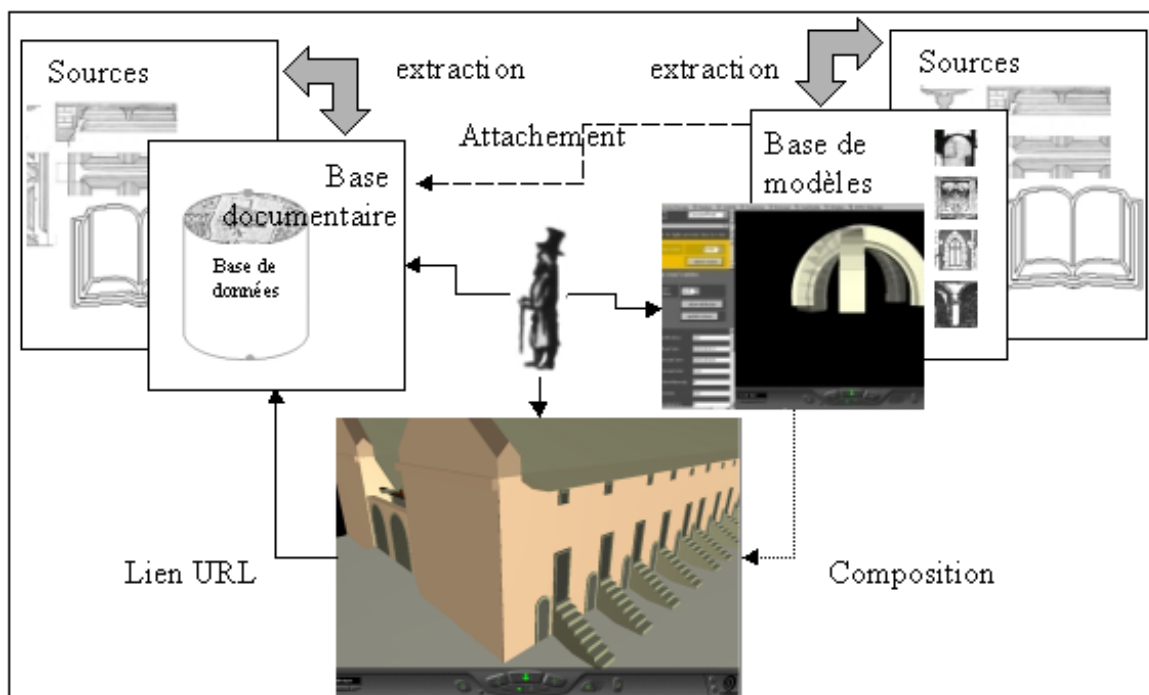 Sources
extraction
extraction
Sources
Attachement
Base de
modèles
Base
documentaire
Base de
données
Lien URL
Composition